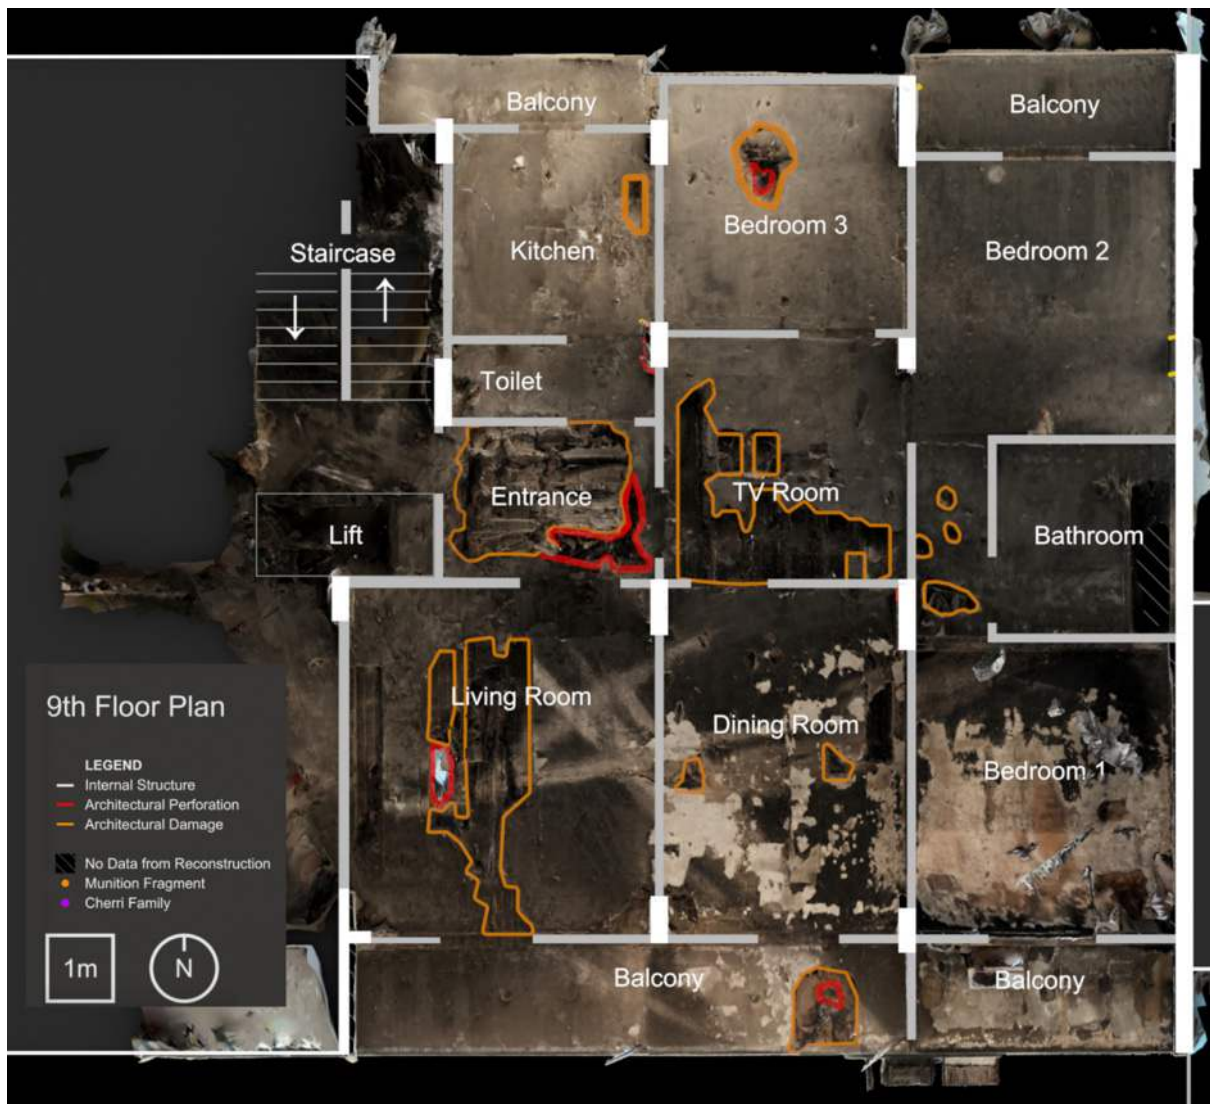 Balcony
Balcony
Bedroom 3
Staircase
Kitchen
Bedroom 2
Toilet
Entrance
TV Room
Lift
Bathroom
Living Room
Dining Room
Bedroom 1
Balcony
Balcony
9th Floor Plan
LEGEND
Internal Structure
Architectural Perforation
Architectural Damage
No Data from Reconstruction
Munition Fragment
Cherri Family
1m
N